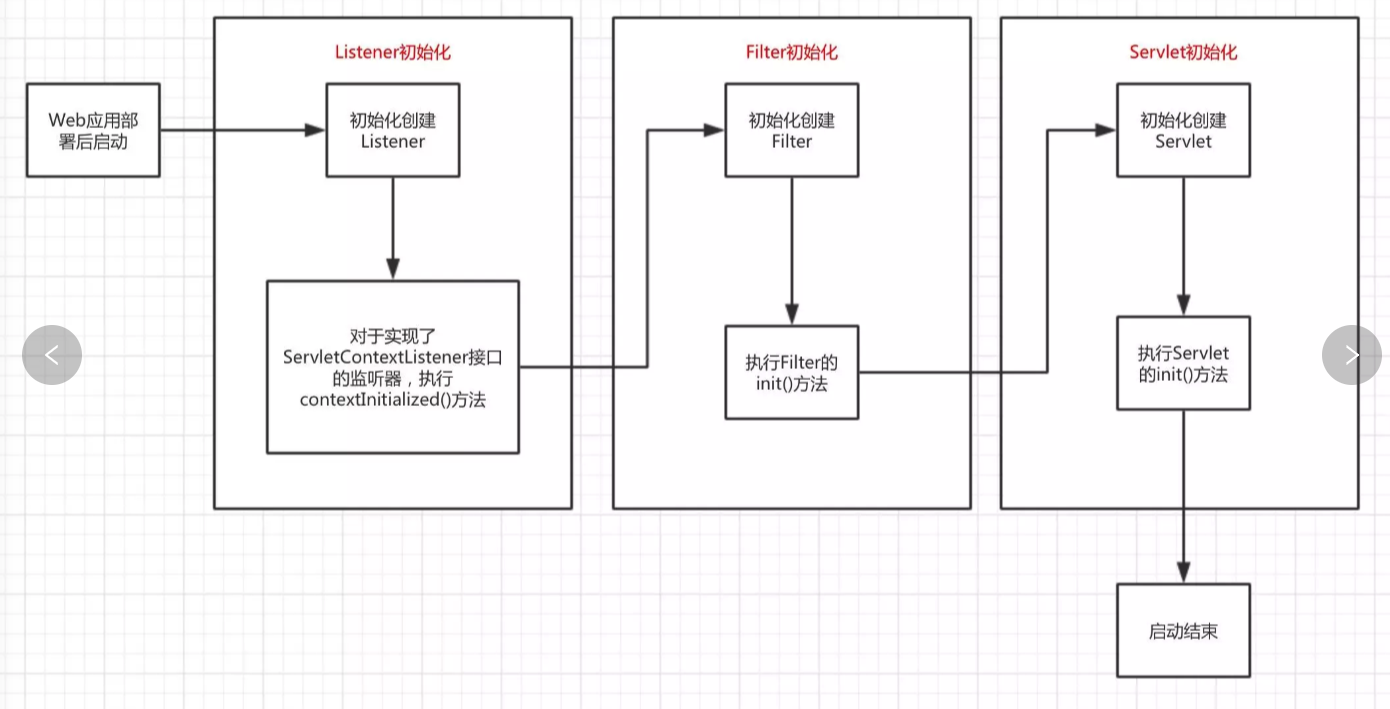 Listener初始化
Filter初始化
Servlet初始化
Web应用部
署后启动
初始化创建
Listener
初始化创建
Filter
初始化创建
Servlet
对于实现了
ServletContextListener接口
的监听器，执行
contextInitialized()方法
执行Filter的
init()方法
执行Servlet
的init()方法
启动结束